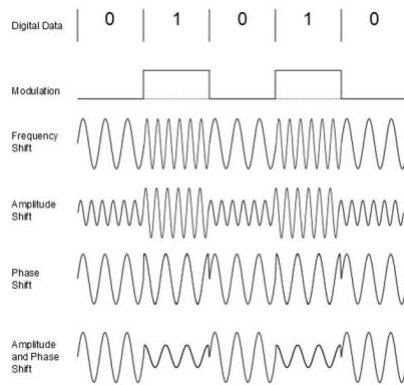 Digital Data 0 1 0 1 0
Modulation
Frequency
Shift
Amplitude
Shift
Phase
Shift
Amplitude
and Phase
Shift